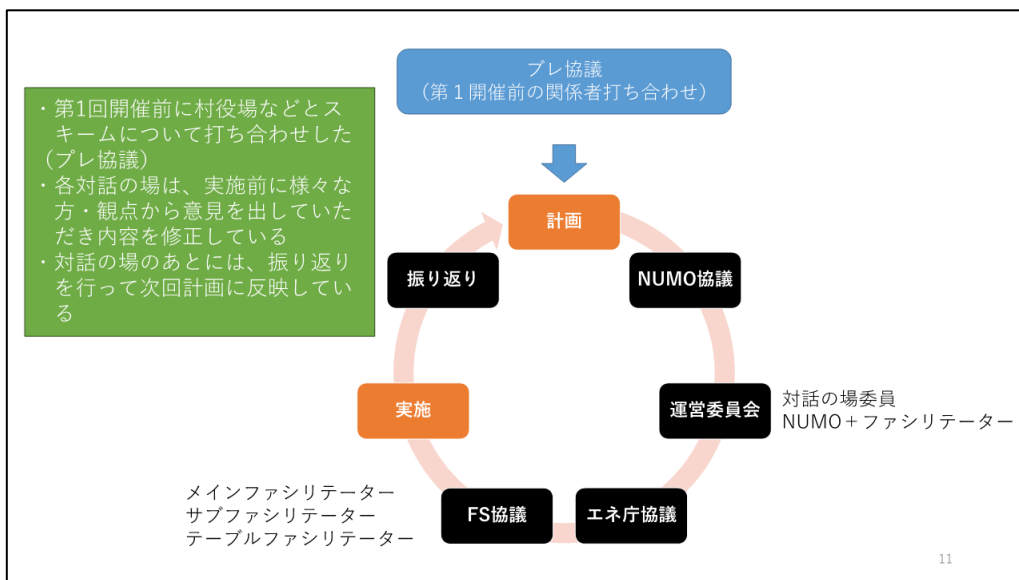 プレ協議
（第１開催前の関係者打ち合わせ）
・第1回開催前に村役場などとス
キームについて打ち合わせした
（プレ協議）
・各対話の場は、実施前に様々な
方・観点から意見を出していた
だき内容を修正している
・対話の場のあとには、振り返り
を行って次回計画に反映してい
る
計画
振り返り
NUMO協議
実施
運営委員会
対話の場委員
NUMO＋ファシリテーター
メインファシリテーター
サブファシリテーター
テーブルファシリテーター
FS協議
エネ庁協議
11